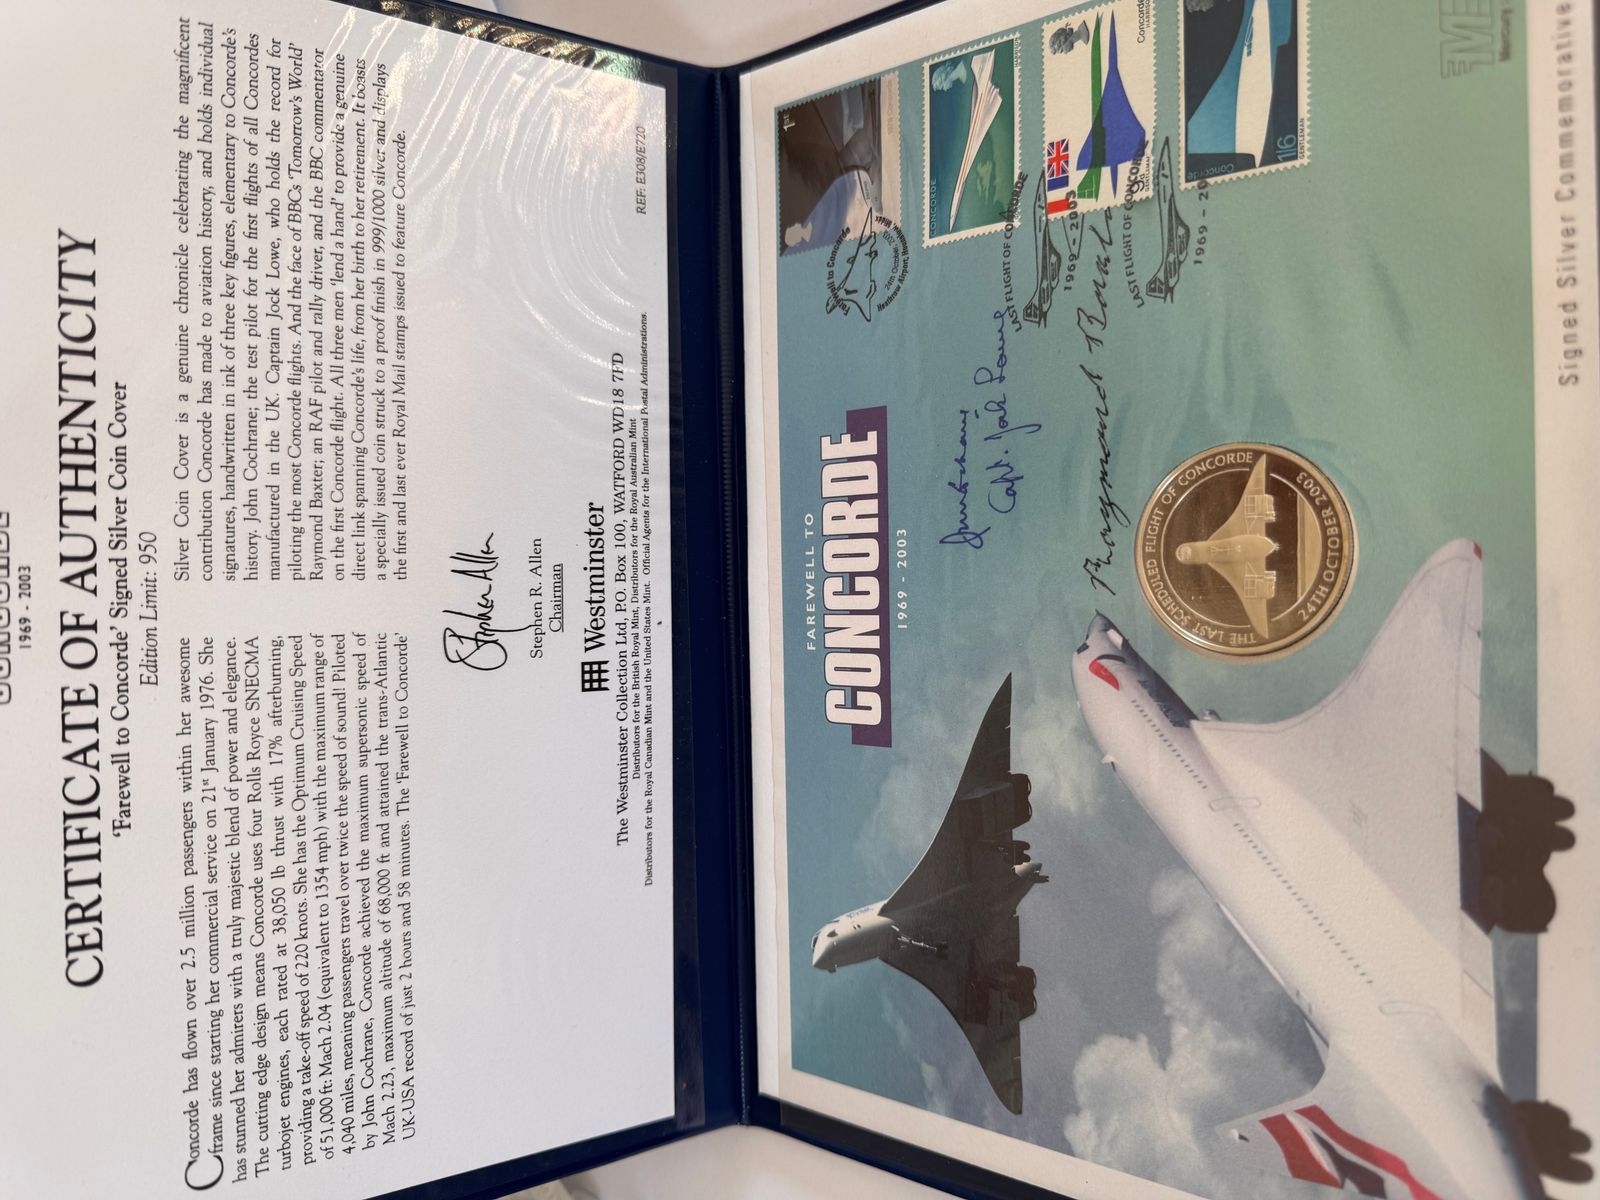 1969 - 2003
CERTIFICATE OF AUTHENTICITY
'Farewell to Concorde' Signed Silver Coin Cover
Edition Limit: 950
Concorde has flown over 2.5 million passengers within her awesome
frame since starting her commercial service on 21st January 1976. She
has stunned her admirers with a truly majestic blend of power and elegance.
The cutting edge design means Concorde uses four Rolls Royce SNECMA
turbojet engines, each rated at 38,050 lb thrust with 17% afterburning,
providing a take-off speed of 220 knots. She has the Optimum Cruising Speed
of 51,000 ft: Mach 2.04 (equivalent to 1354 mph) with the maximum range of
4,040 miles, meaning passengers travel over twice the speed of sound! Piloted
by John Cochrane, Concorde achieved the maximum supersonic speed of
Mach 2.23, maximum altitude of 68,000 ft and attained the trans-Atlantic
UK-USA record of just 2 hours and 58 minutes. The 'Farewell to Concorde'
Silver Coin Cover is a genuine chronicle celebrating the magnificent
contribution Concorde has made to aviation history, and holds individual
signatures, handwritten in ink of three key figures, elementary to Concorde's
history. John Cochrane; the test pilot for the first flights of all Concordes
manufactured in the UK. Captain Jock Lowe, who holds the record for
piloting the most Concorde flights. And the face of BBCs 'Tomorrow's World'
Raymond Baxter; an RAF pilot and rally driver, and the BBC commentator
on the first Concorde flight. All three men 'lend a hand' to provide a genuine
direct link spanning Concorde's life, from her birth to her retirement. It boasts
a specially issued coin struck to a proof finish in 999/1000 silver and displays
the first and last ever Royal Mail stamps issued to feature Concorde.
Stephen Allen
Stephen R. Allen
Chairman
Westminster
The Westminster Collection Ltd, P.O. Box 100, WATFORD WD18 7FD
Distributors for the British Royal Mint, Distributors for the Royal Australian Mint
Distributors for the Royal Canadian Mint and the United States Mint. Official Agents for the International Postal Administrations.
REF: E308/E720
FAREWELL TO
CONCORDE
1969 - 2003
Capt. Jock Lowe
Raymond Baxter
1st
Farewell to Concorde
24th October 2003
Heathrow Airport, Hounslow, Middx
CONCORDE
Concorde
HARRISON
Concorde
1/6
GENTLEMAN
LAST FLIGHT OF CONCORDE
1969 - 2003
LAST FLIGHT OF CONCORDE
1969 - 20
THE LAST SCHEDULED FLIGHT OF CONCORDE
24TH OCTOBER 2003
Mercury
Signed Silver Commemorative